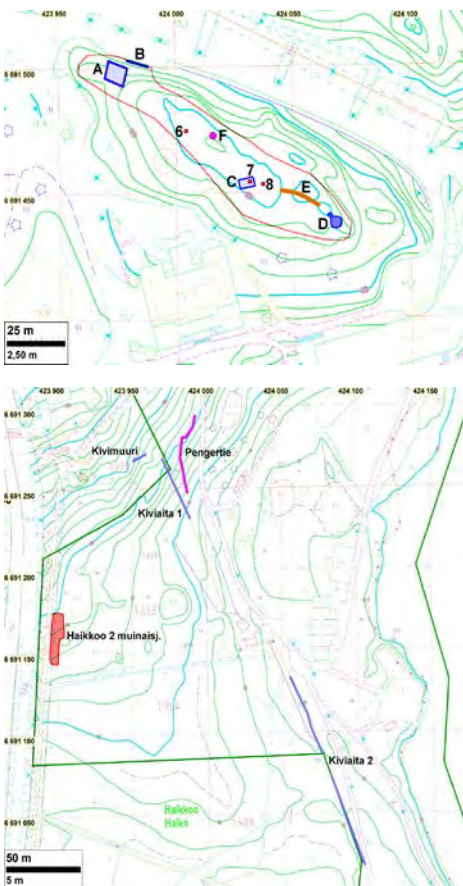 423 950
424 000
424 050
424 100
6 691 500
A
B
6
F
C
7
8
E
6 691 450
D
25 m
2,50 m
423 900
423 950
424 000
424 050
424 100
424 150
6 691 300
Kivimuuri
Pengertie
6 691 250
Kiviaita 1
6 691 200
Haikkoo 2 muinaisj.
6 691 150
6 691 100
Kiviaita 2
6 691 050
Haikkoo
Haiko
50 m
5 m